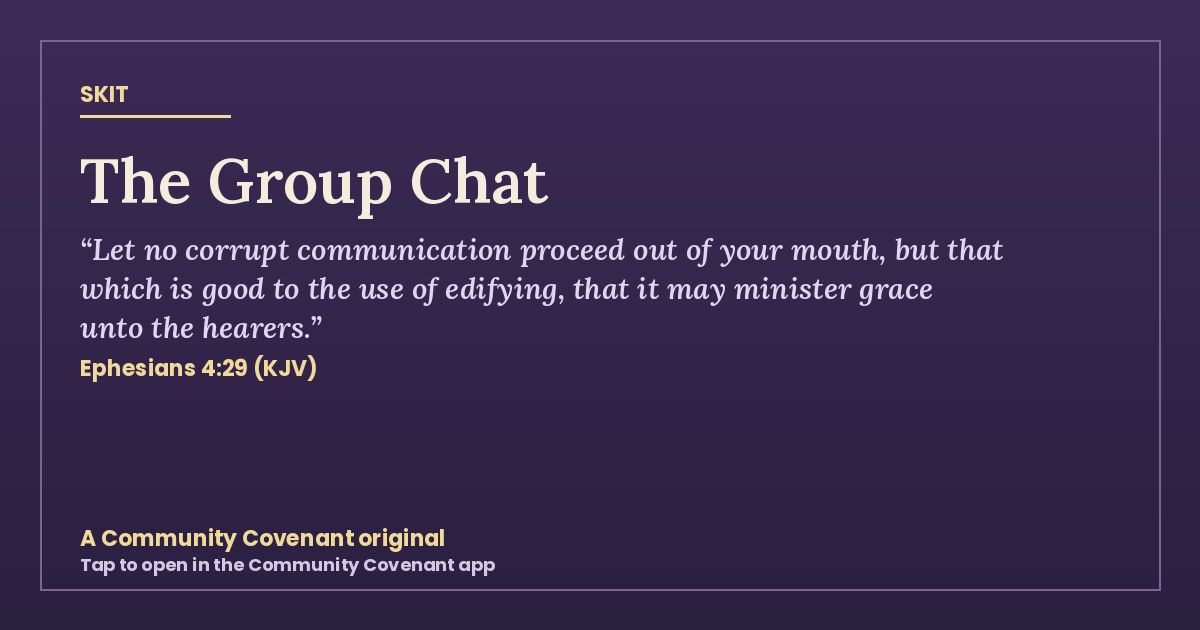 SKIT
The Group Chat
“Let no corrupt communication proceed out of your mouth, but that
which is good to the use of edifying, that it may minister grace
unto the hearers.”
Ephesians 4:29 (KJV)
A Community Covenant original
Tap to open in the Community Covenant app